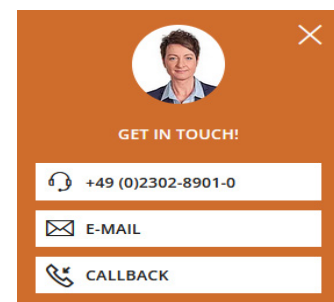 GET IN TOUCH!
+49 (0)2302-8901-0
E-MAIL
CALLBACK